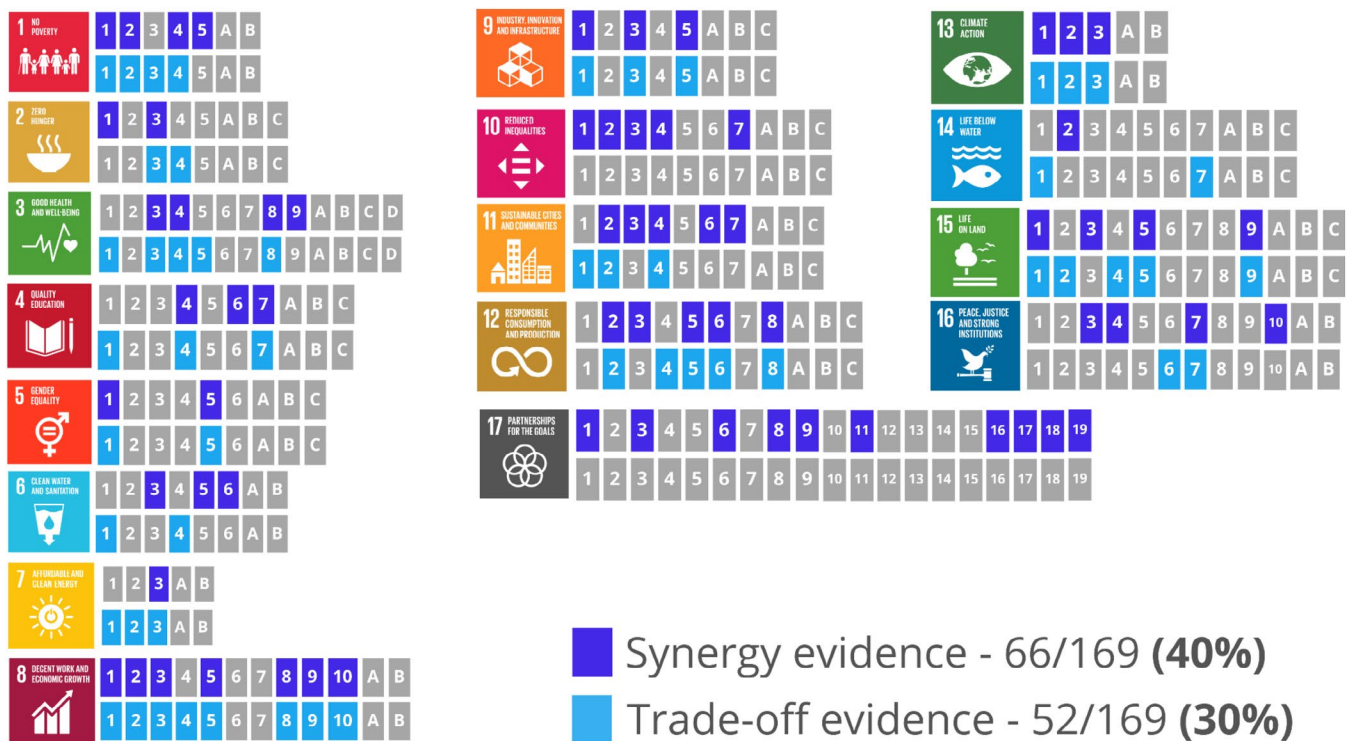 1 NO
POVERTY
1 2 3 4 5 A B
1 2 3 4 5 A B
2 ZERO
HUNGER
1 2 3 4 5 A B C
1 2 3 4 5 A B C
3 GOOD HEALTH
AND WELL-BEING
1 2 3 4 5 6 7 8 9 A B C D
1 2 3 4 5 6 7 8 9 A B C D
4 QUALITY
EDUCATION
1 2 3 4 5 6 7 A B C
1 2 3 4 5 6 7 A B C
5 GENDER
EQUALITY
1 2 3 4 5 6 A B C
1 2 3 4 5 6 A B C
6 CLEAN WATER
AND SANITATION
1 2 3 4 5 6 A B
1 2 3 4 5 6 A B
7 AFFORDABLE AND
CLEAN ENERGY
1 2 3 A B
1 2 3 A B
8 DECENT WORK AND
ECONOMIC GROWTH
1 2 3 4 5 6 7 8 9 10 A B
1 2 3 4 5 6 7 8 9 10 A B
9 INDUSTRY, INNOVATION
AND INFRASTRUCTURE
1 2 3 4 5 A B C
1 2 3 4 5 A B C
10 REDUCED
INEQUALITIES
1 2 3 4 5 6 7 A B C
1 2 3 4 5 6 7 A B C
11 SUSTAINABLE CITIES
AND COMMUNITIES
1 2 3 4 5 6 7 A B C
1 2 3 4 5 6 7 A B C
12 RESPONSIBLE
CONSUMPTION
AND PRODUCTION
1 2 3 4 5 6 7 8 A B C
1 2 3 4 5 6 7 8 A B C
17 PARTNERSHIPS
FOR THE GOALS
1 2 3 4 5 6 7 8 9 10 11 12 13 14 15 16 17 18 19
1 2 3 4 5 6 7 8 9 10 11 12 13 14 15 16 17 18 19
13 CLIMATE
ACTION
1 2 3 A B
1 2 3 A B
14 LIFE BELOW
WATER
1 2 3 4 5 6 7 A B C
1 2 3 4 5 6 7 A B C
15 LIFE
ON LAND
1 2 3 4 5 6 7 8 9 A B C
1 2 3 4 5 6 7 8 9 A B C
16 PEACE, JUSTICE
AND STRONG
INSTITUTIONS
1 2 3 4 5 6 7 8 9 10 A B
1 2 3 4 5 6 7 8 9 10 A B
Synergy evidence - 66/169 (40%)
Trade-off evidence - 52/169 (30%)